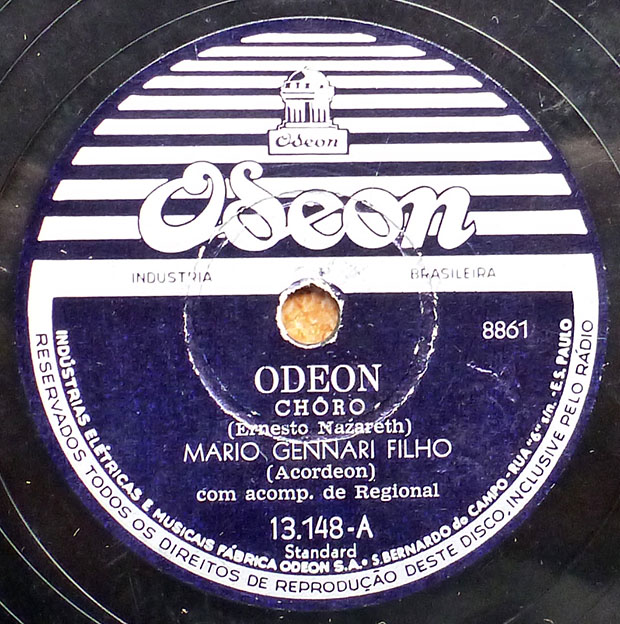 Odeon
Odeon
INDUSTRIA BRASILEIRA
8861
ODEON
CHÔRO
(Ernesto Nazareth)
MARIO GENNARI FILHO
(Acordeon)
com acomp. de Regional
13.148-A
Standard
INDÚSTRIAS ELÉTRICAS E MUSICAIS FÁBRICA ODEON S.A. • S. BERNARDO do CAMPO - RUA "6" s/n. - E. S. PAULO
RESERVADOS TODOS OS DIREITOS DE REPRODUÇÃO DESTE DISCO, INCLUSIVE PELO RÁDIO